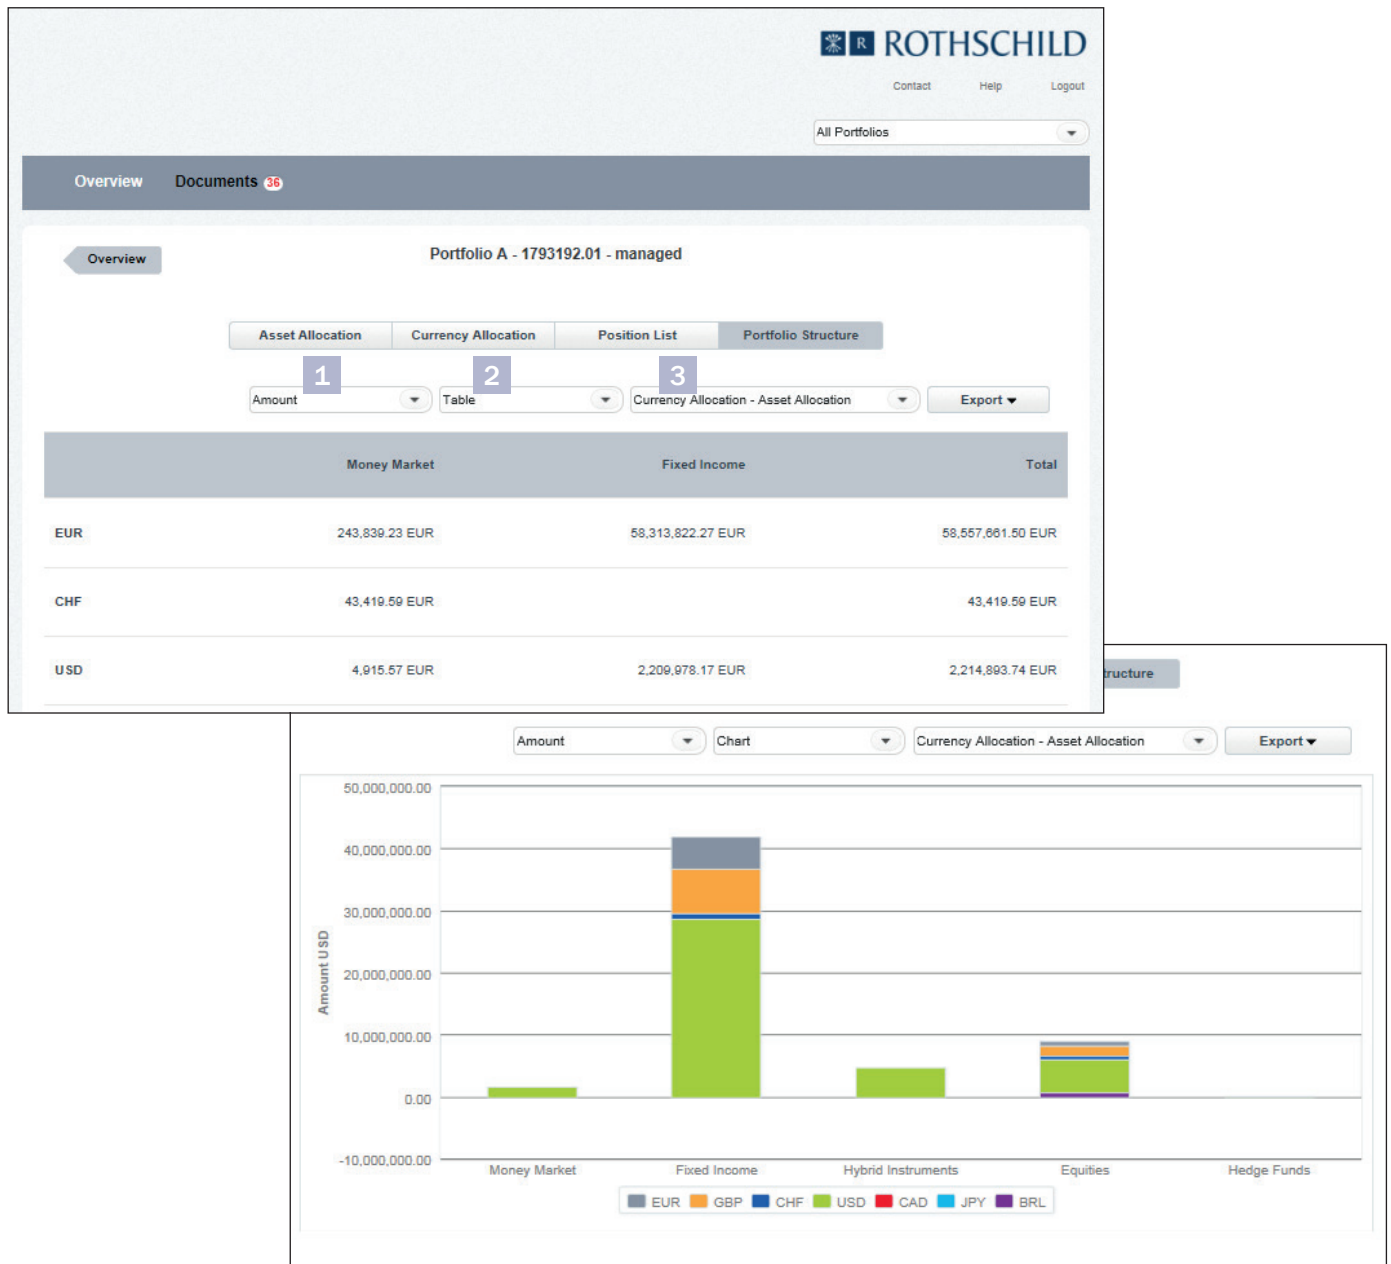 R ROTHSCHILD
Contact Help Logout
All Portfolios
Overview Documents 36
Overview Portfolio A - 1793192.01 - managed
Asset Allocation Currency Allocation Position List Portfolio Structure
1 2 3
Amount Table Currency Allocation - Asset Allocation Export
Money Market Fixed Income Total
EUR 243,839.23 EUR 58,313,822.27 EUR 58,557,661.50 EUR
CHF 43,419.59 EUR 43,419.59 EUR
USD 4,915.57 EUR 2,209,978.17 EUR 2,214,893.74 EUR
tructure
Amount Chart Currency Allocation - Asset Allocation Export
50,000,000.00
40,000,000.00
30,000,000.00
20,000,000.00
10,000,000.00
0.00
-10,000,000.00
Amount USD
Money Market Fixed Income Hybrid Instruments Equities Hedge Funds
EUR GBP CHF USD CAD JPY BRL